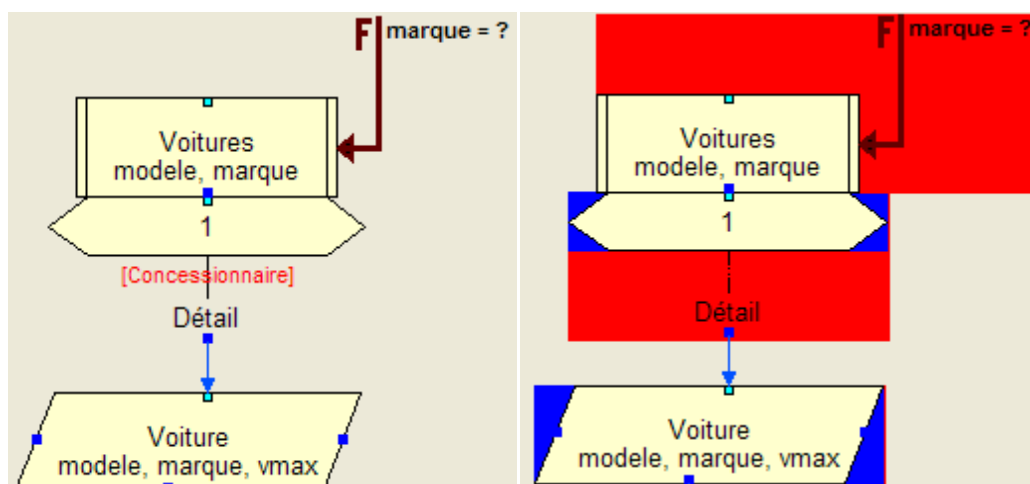 F marque = ?
Voitures
modele, marque
1
[Concessionnaire]
Détail
Voiture
modele, marque, vmax
F marque = ?
Voitures
modele, marque
1
Détail
Voiture
modele, marque, vmax